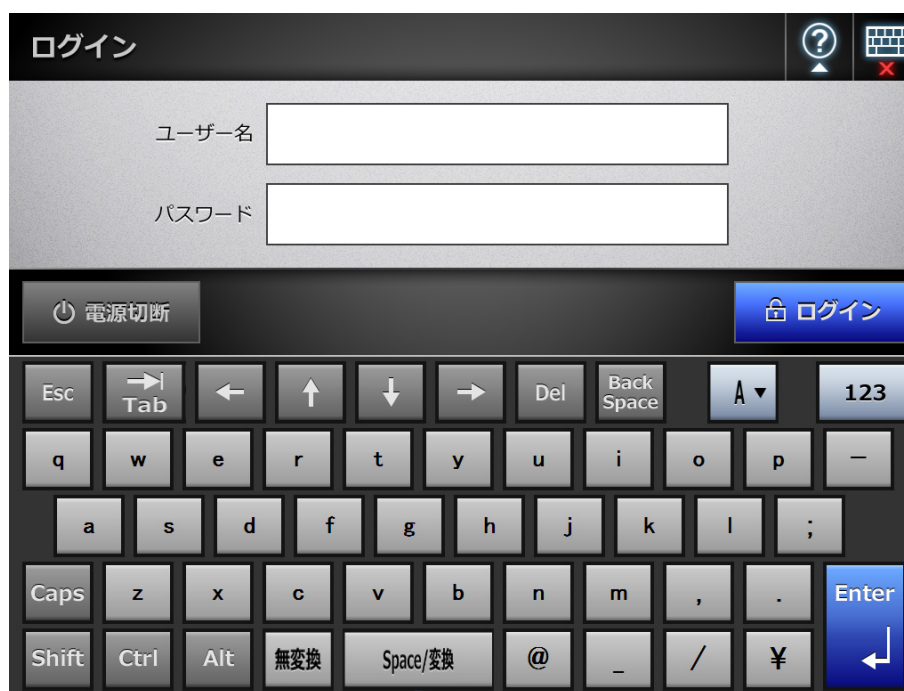 ログイン ?
ユーザー名
パスワード
電源切断 ログイン
Esc Tab ← ↑ ↓ → Del Back Space A ▼ 123
q w e r t y u i o p －
a s d f g h j k l ;
Caps z x c v b n m , . Enter
Shift Ctrl Alt 無変換 Space/変換 @ _ / ¥